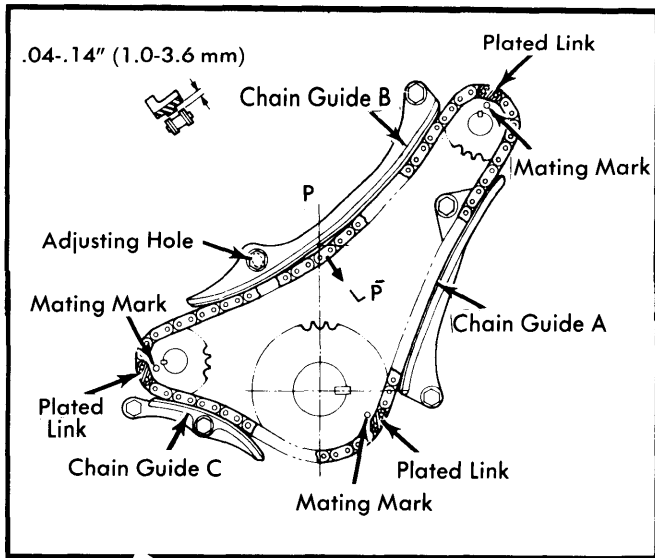 .04-.14" (1.0-3.6 mm)
Plated Link
Chain Guide B
Mating Mark
P
Adjusting Hole
L P
Mating Mark
Chain Guide A
Plated
Link
Chain Guide C
Plated Link
Mating Mark